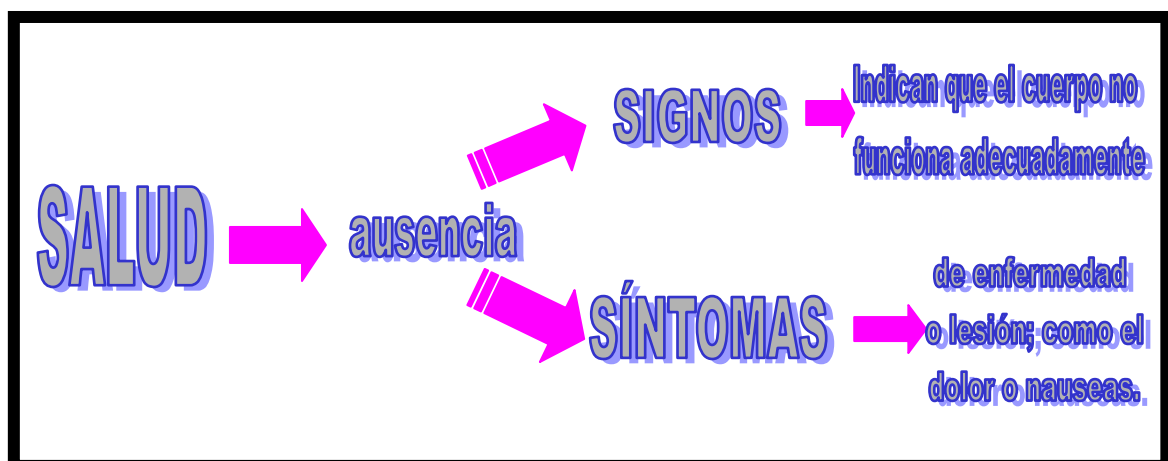 SALUD
ausencia
SIGNOS
Indican que el cuerpo no
funciona adecuadamente
SÍNTOMAS
de enfermedad
o lesión; como el
dolor o nauseas.